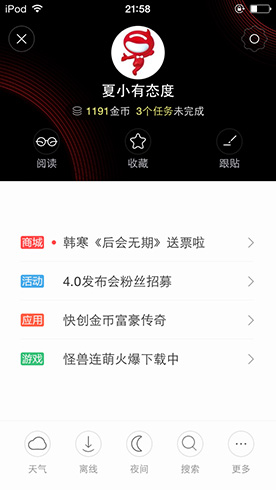 iPod 21:58
夏小有态度
1191金币 3个任务未完成
阅读 收藏 跟贴
商城 韩寒《后会无期》送票啦
活动 4.0发布会粉丝招募
应用 快创金币富豪传奇
游戏 怪兽连萌火爆下载中
天气 离线 夜间 搜索 更多